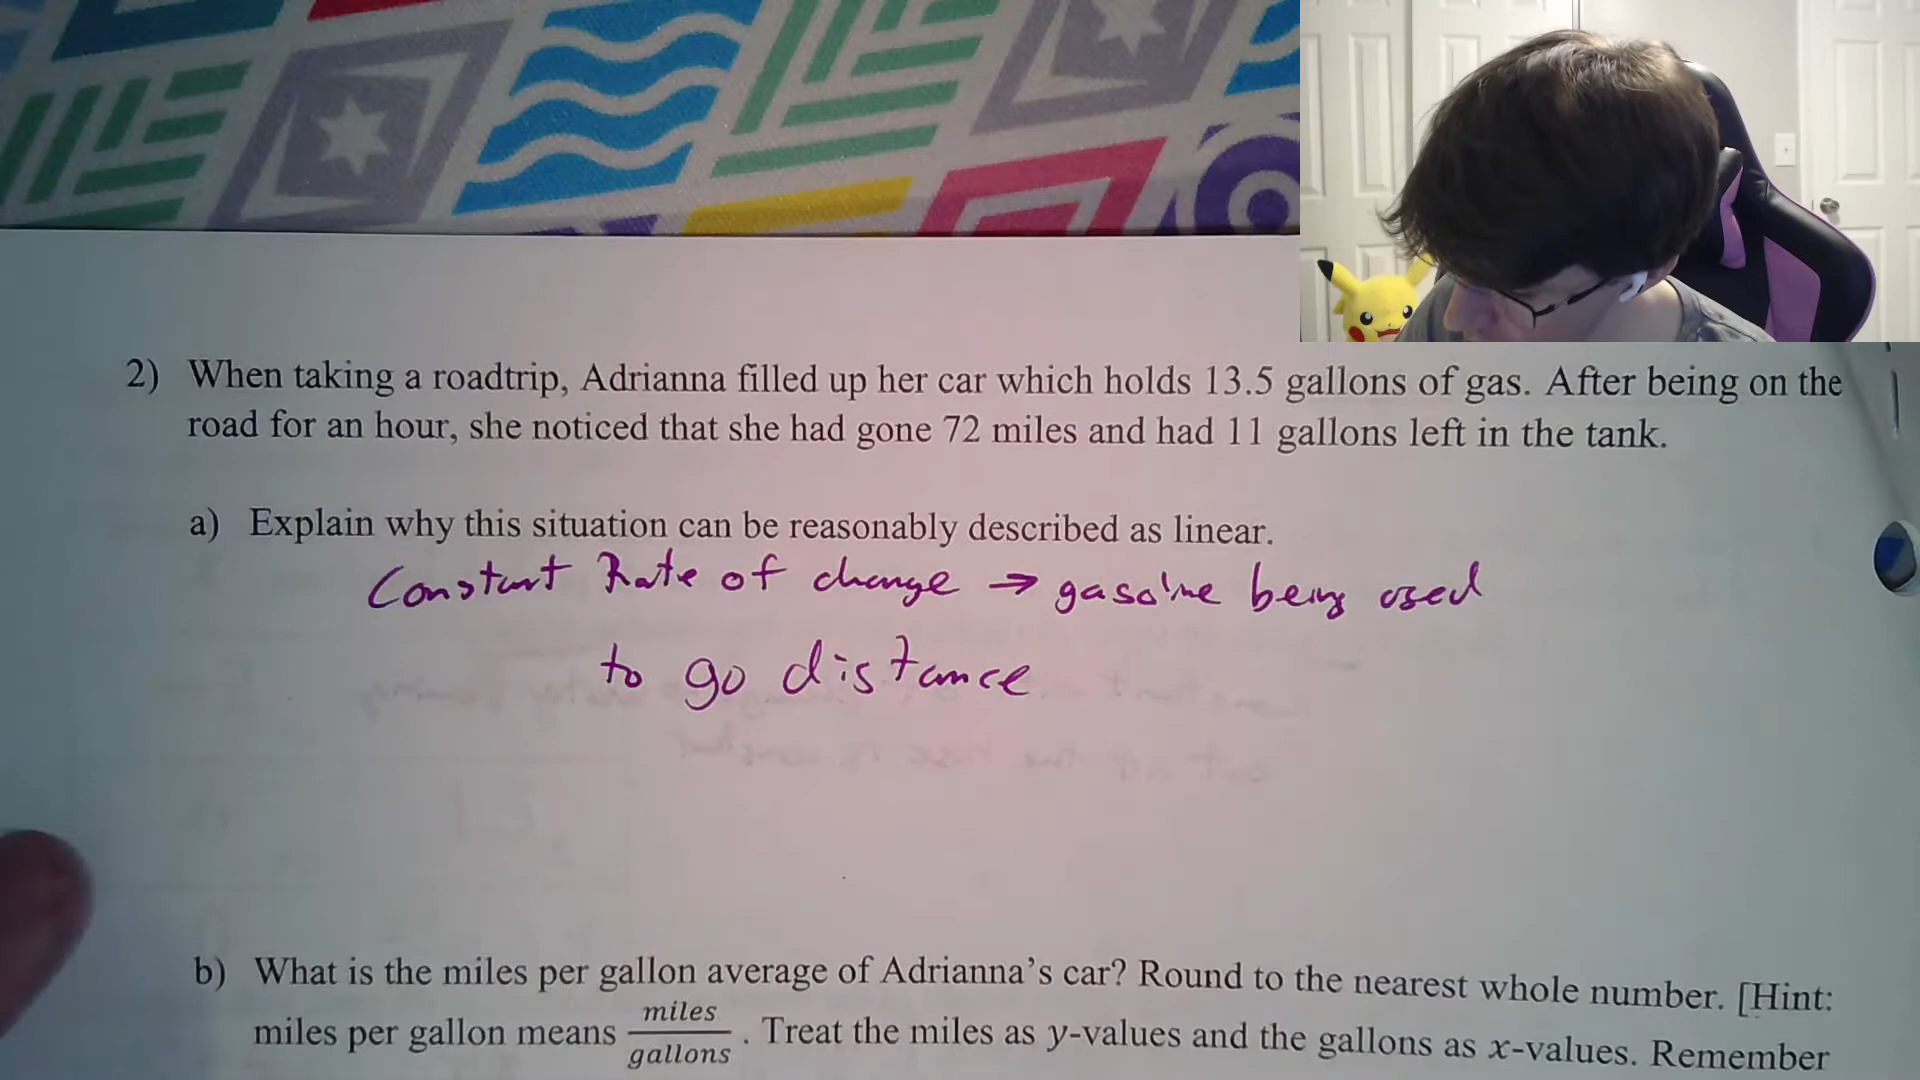 2) When taking a roadtrip, Adrianna filled up her car which holds 13.5 gallons of gas. After being on the
road for an hour, she noticed that she had gone 72 miles and had 11 gallons left in the tank.
a) Explain why this situation can be reasonably described as linear.
Constant Rate of change → gasoline being used
to go distance
b) What is the miles per gallon average of Adrianna’s car? Round to the nearest whole number. [Hint:
miles per gallon means miles/gallons. Treat the miles as y-values and the gallons as x-values. Remember